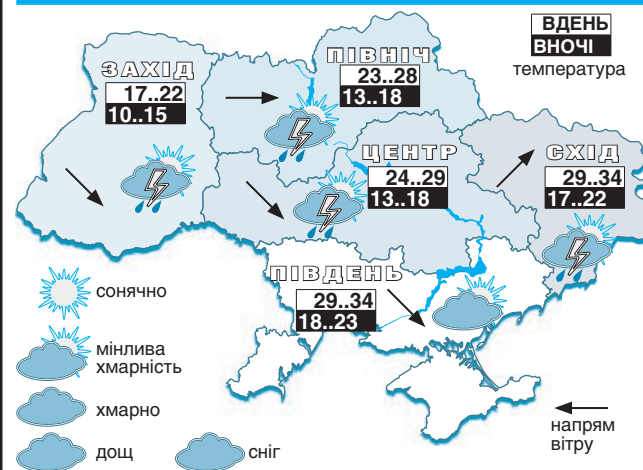 ВДЕНЬ
ВНОЧІ
температура
ЗАХІД
17..22
10..15
ПІВНІЧ
23..28
13..18
ЦЕНТР
24..29
13..18
СХІД
29..34
17..22
ПІВДЕНЬ
29..34
18..23
сонячно
мінлива
хмарність
хмарно
дощ
сніг
напрям
вітру